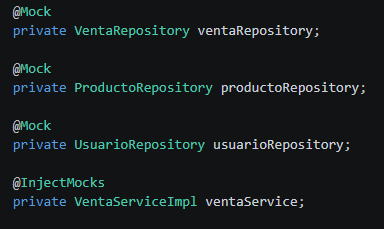 @Mock
private VentaRepository ventaRepository;
@Mock
private ProductoRepository productoRepository;
@Mock
private UsuarioRepository usuarioRepository;
@InjectMocks
private VentaServiceImpl ventaService;